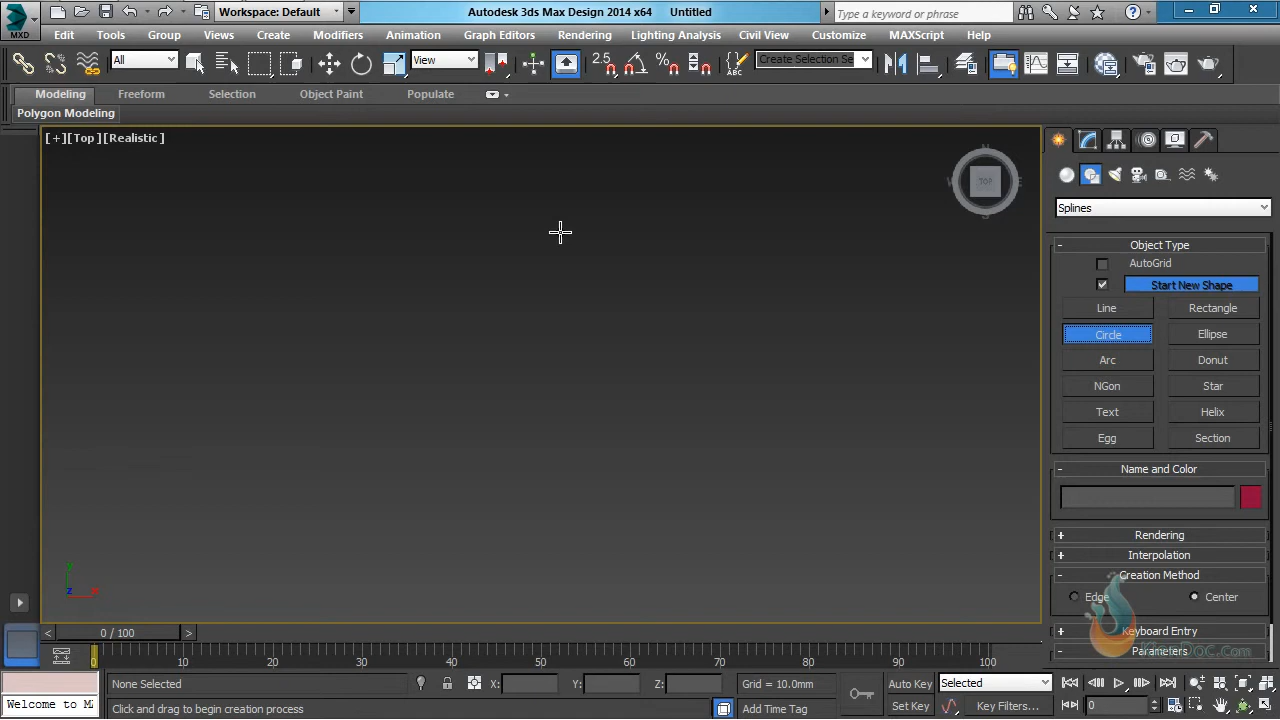 Workspace: Default
Autodesk 3ds Max Design 2014 x64 Untitled
Type a keyword or phrase
MXD
Edit Tools Group Views Create Modifiers Animation Graph Editors Rendering Lighting Analysis Civil View Customize MAXScript Help
All
View
2.5
Create Selection Se
Modeling Freeform Selection Object Paint Populate
Polygon Modeling
[+][Top][Realistic]
N
TOP
S
Splines
- Object Type
AutoGrid
Start New Shape
Line Rectangle
Circle Ellipse
Arc Donut
NGon Star
Text Helix
Egg Section
- Name and Color
+ Rendering
+ Interpolation
- Creation Method
Edge Center
+ Keyboard Entry
Parameters
y
z x
< 0 / 100 >
0 10 20 30 40 50 60 70 80 90 100
None Selected
X: Y: Z:
Grid = 10.0mm
Auto Key
Selected
Welcome to M
Click and drag to begin creation process
Add Time Tag
Set Key
Key Filters...
0